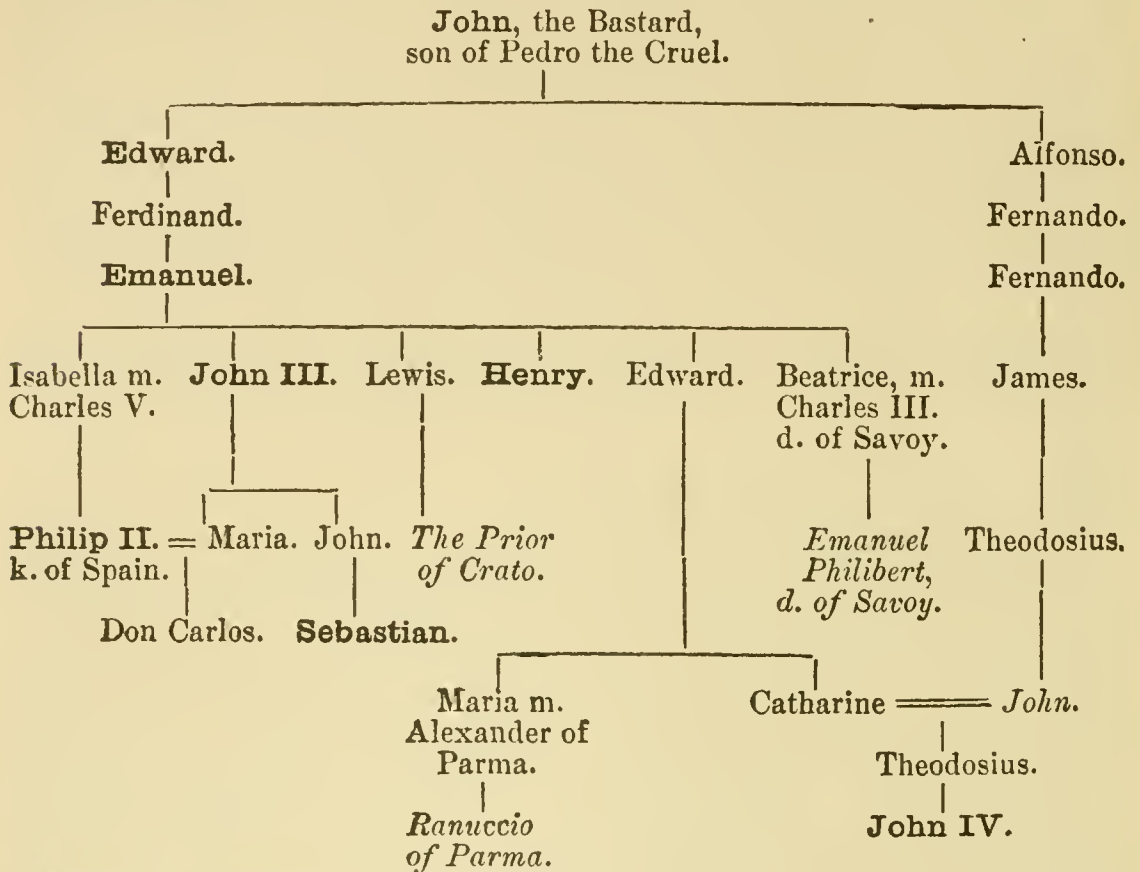 John, the Bastard,
son of Pedro the Cruel.
Edward. Alfonso.
Ferdinand. Fernando.
Emanuel. Fernando.
Isabella m. John III. Lewis. Henry. Edward. Beatrice, m. James.
Charles V. Charles III.
d. of Savoy.
Philip II. = Maria. John. The Prior Emanuel Theodosius.
k. of Spain. of Crato. Philibert,
d. of Savoy.
Don Carlos. Sebastian.
Maria m. Catharine = John.
Alexander of
Parma. Theodosius.
Ranuccio John IV.
of Parma.